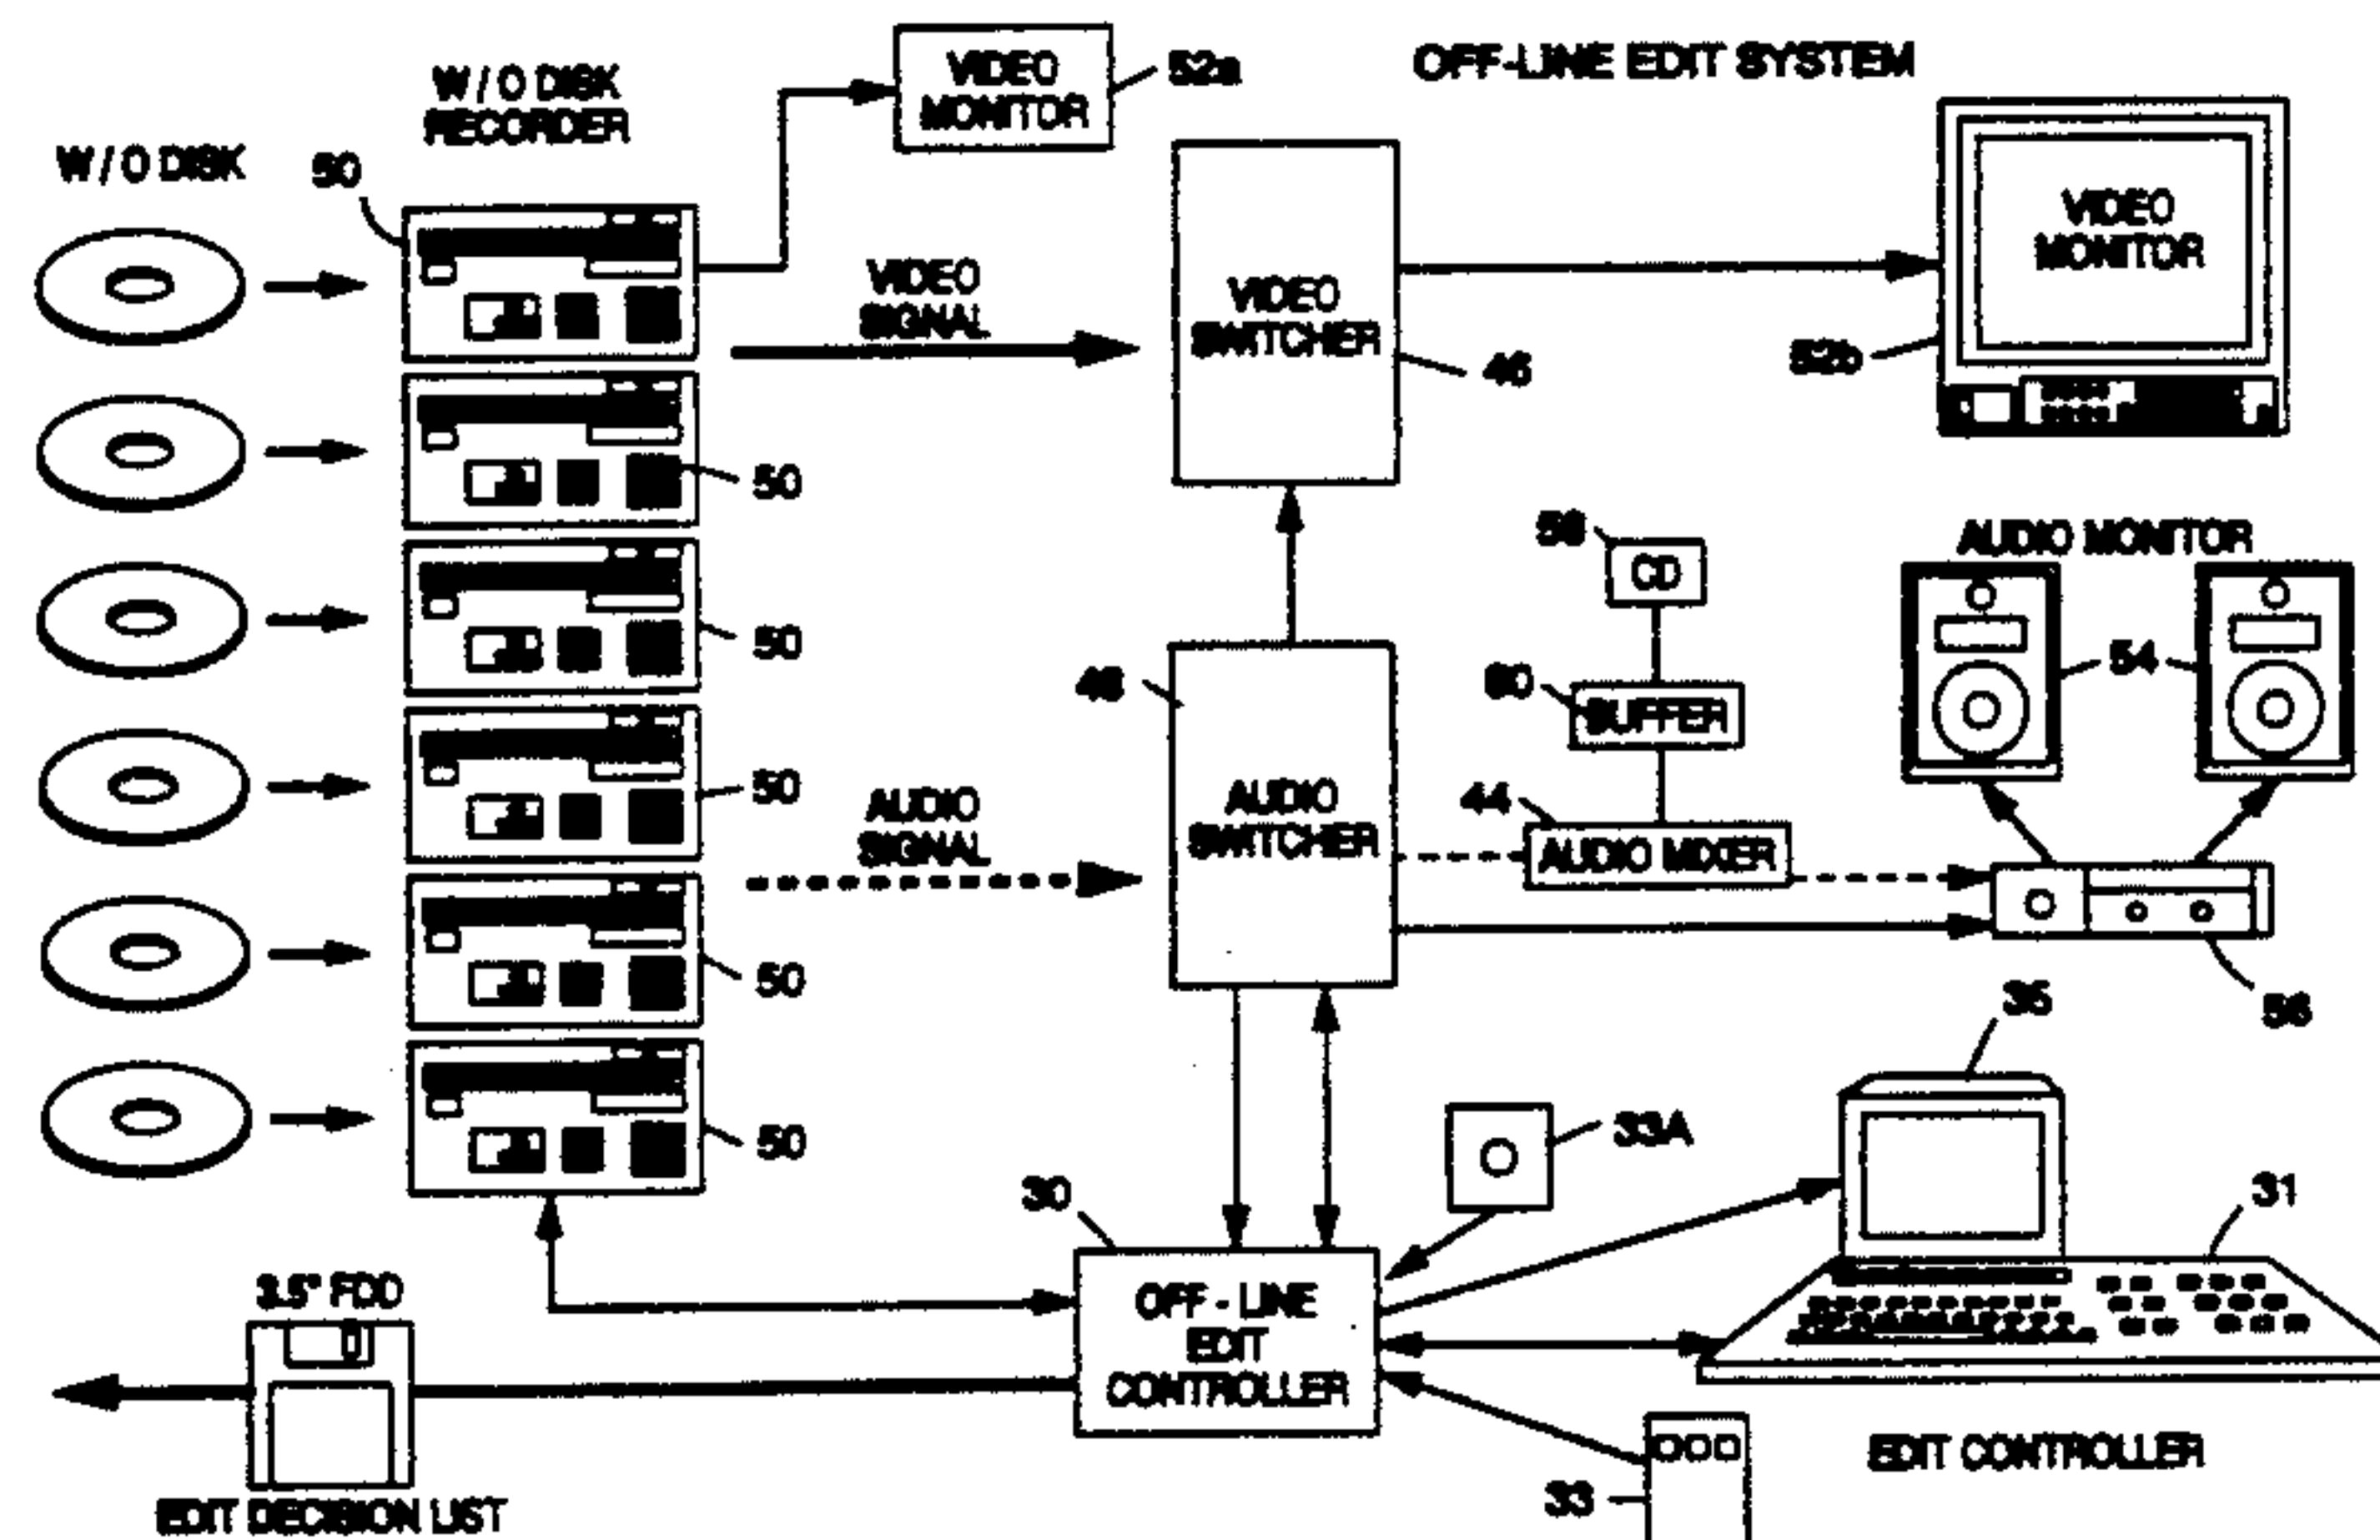 OFF-LINE EDIT SYSTEM
W / O DISK
W / O DISK
RECORDER
50
VIDEO
MONITOR
52a
VIDEO
SIGNAL
VIDEO
SWITCHER
46
VIDEO
MONITOR
52b
50
50
50
50
50
AUDIO
SIGNAL
48
AUDIO
SWITCHER
CD
BUFFER
44
AUDIO MIXER
AUDIO MONITOR
54
56
35
31
33A
30
OFF - LINE
EDIT
CONTROLLER
3.5" FDD
EDIT DECISION LIST
33
EDIT CONTROLLER